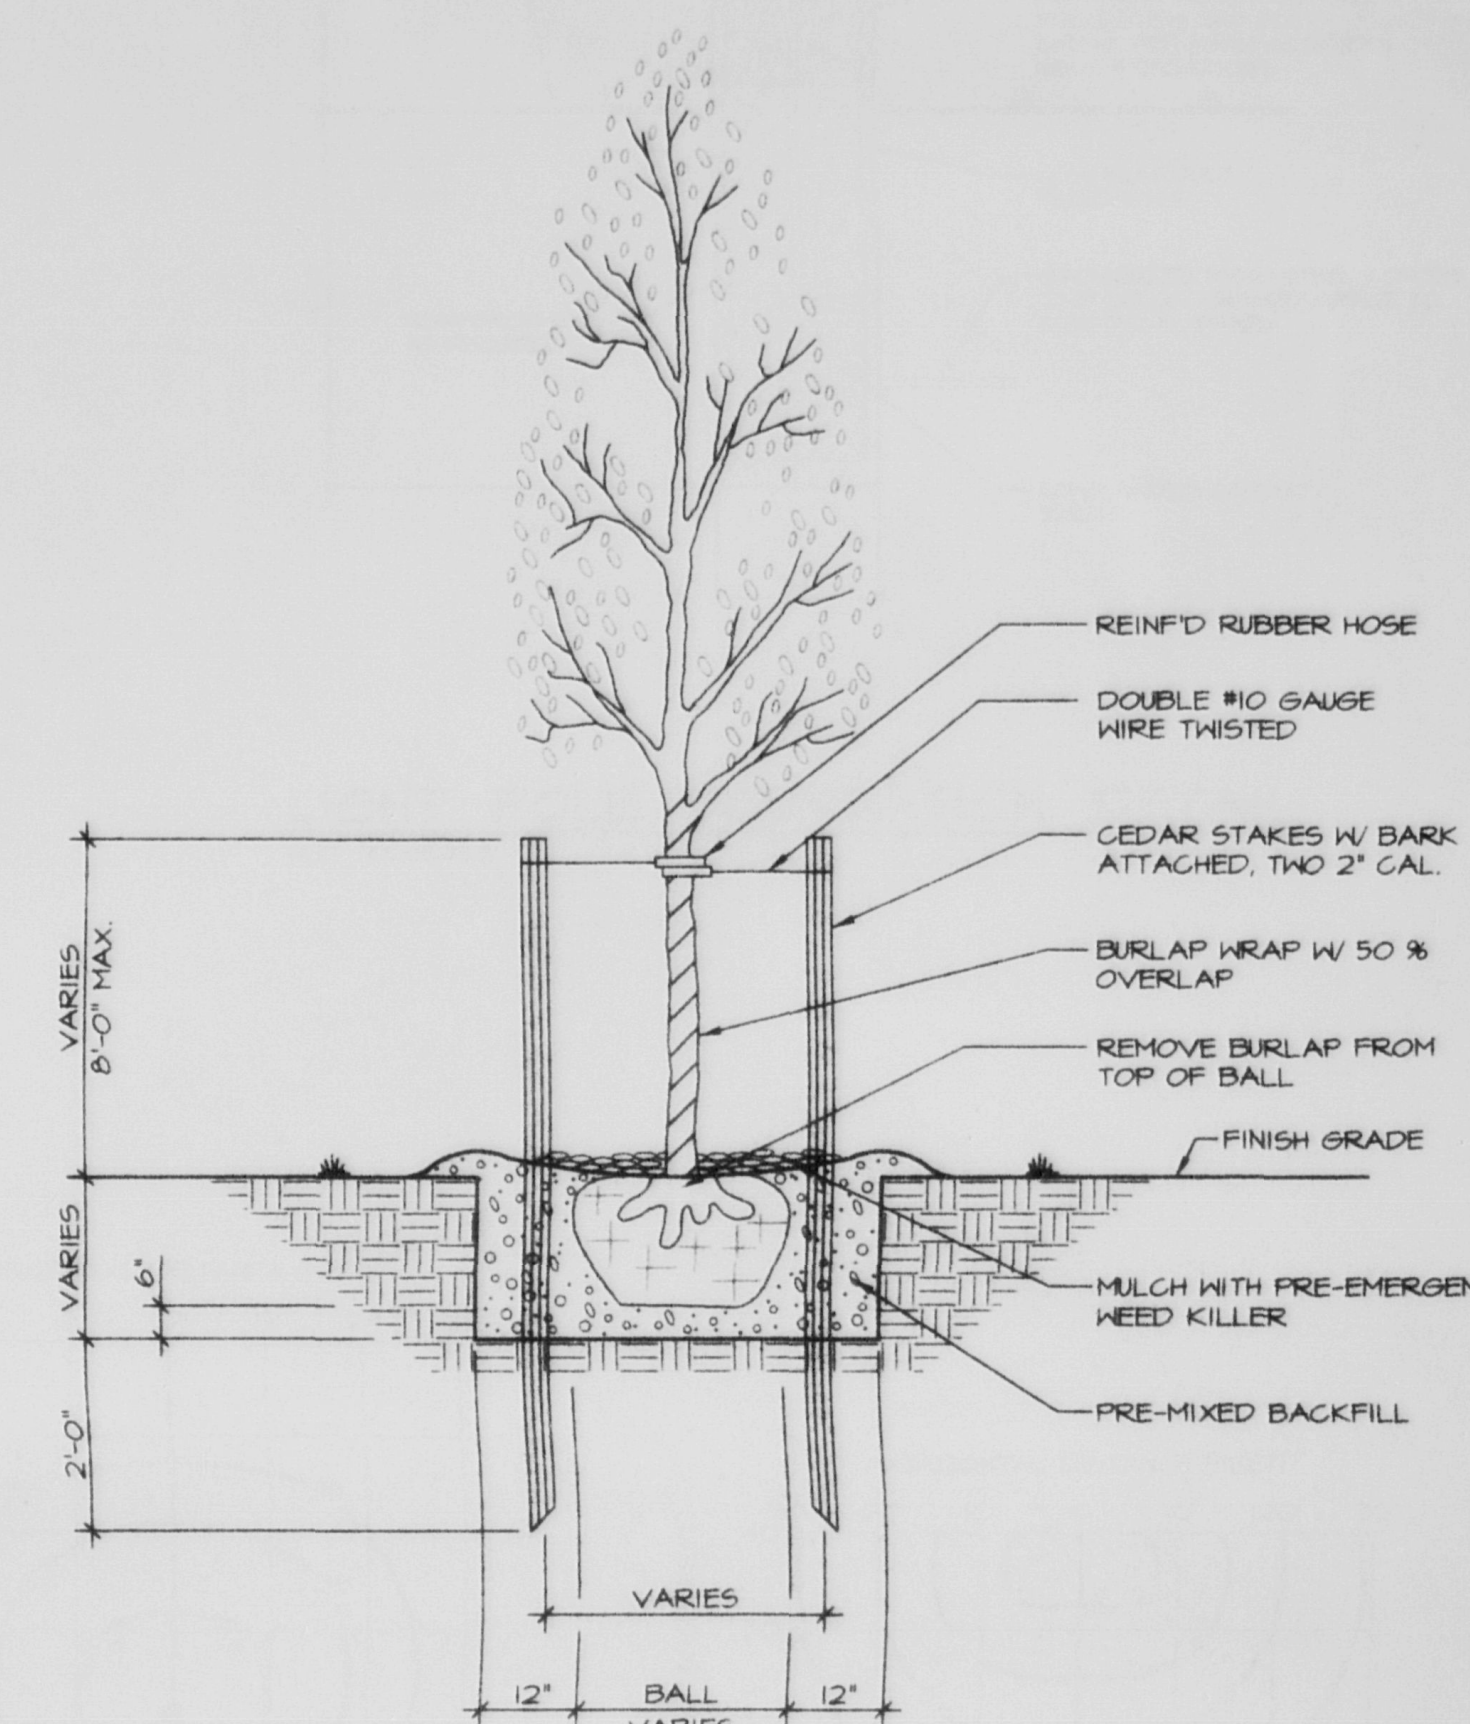 REINF'D RUBBER HOSE
DOUBLE #10 GAUGE
WIRE TWISTED
CEDAR STAKES W/ BARK
ATTACHED, TWO 2" CAL.
BURLAP WRAP W/ 50 %
OVERLAP
REMOVE BURLAP FROM
TOP OF BALL
FINISH GRADE
MULCH WITH PRE-EMERGEN
WEED KILLER
PRE-MIXED BACKFILL
VARIES
8'-0" MAX.
VARIES
6"
2'-0"
VARIES
12"
BALL
VARIES
12"